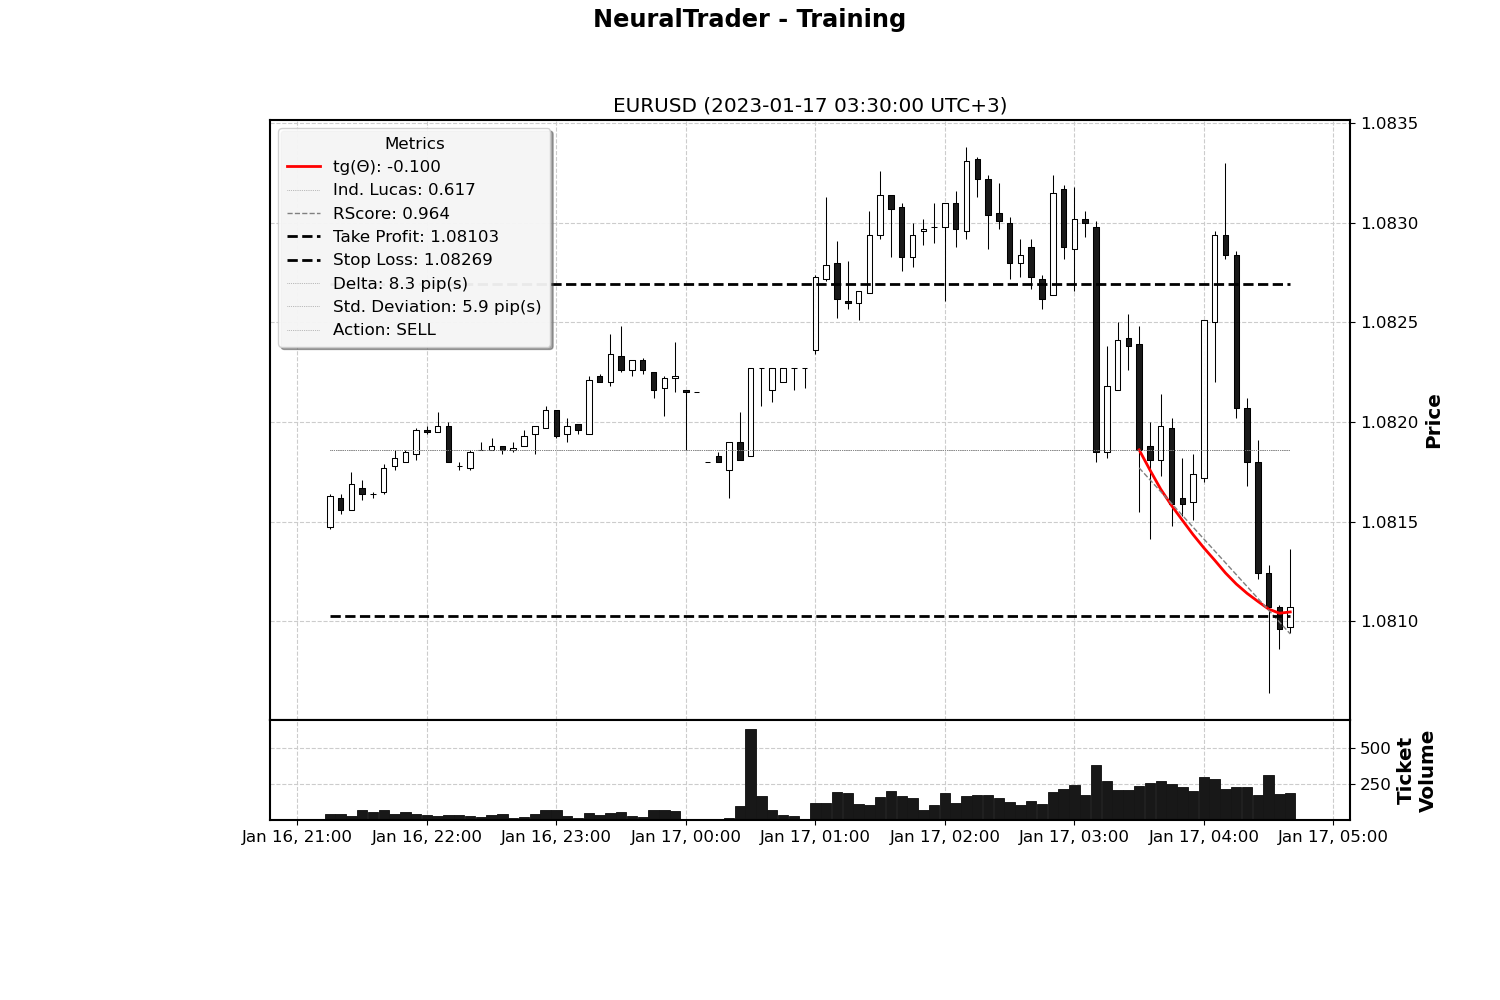 NeuralTrader - Training
EURUSD (2023-01-17 03:30:00 UTC+3)
Metrics
tg(Θ): -0.100
Ind. Lucas: 0.617
RScore: 0.964
Take Profit: 1.08103
Stop Loss: 1.08269
Delta: 8.3 pip(s)
Std. Deviation: 5.9 pip(s)
Action: SELL
1.0835
1.0830
1.0825
1.0820
1.0815
1.0810
Price
500
250
Ticket
Volume
Jan 16, 21:00
Jan 16, 22:00
Jan 16, 23:00
Jan 17, 00:00
Jan 17, 01:00
Jan 17, 02:00
Jan 17, 03:00
Jan 17, 04:00
Jan 17, 05:00